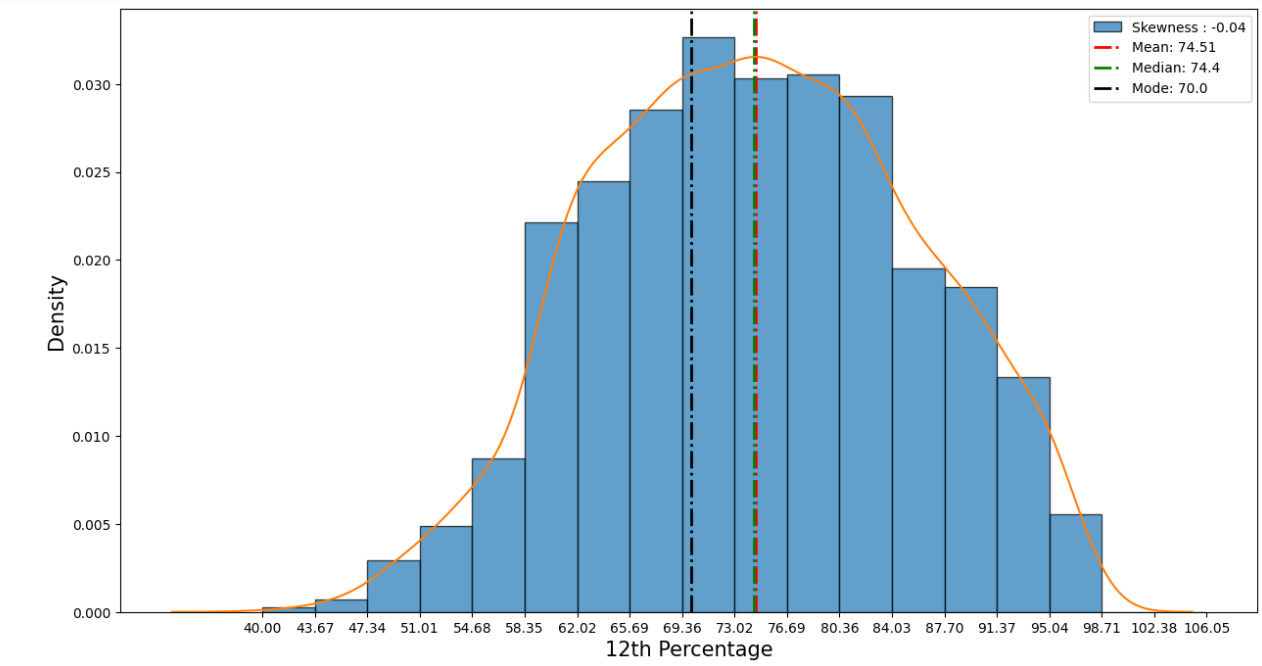 Skewness : -0.04
Mean: 74.51
Median: 74.4
Mode: 70.0
0.030
0.025
0.020
0.015
0.010
0.005
0.000
Density
40.00 43.67 47.34 51.01 54.68 58.35 62.02 65.69 69.36 73.02 76.69 80.36 84.03 87.70 91.37 95.04 98.71 102.38 106.05
12th Percentage